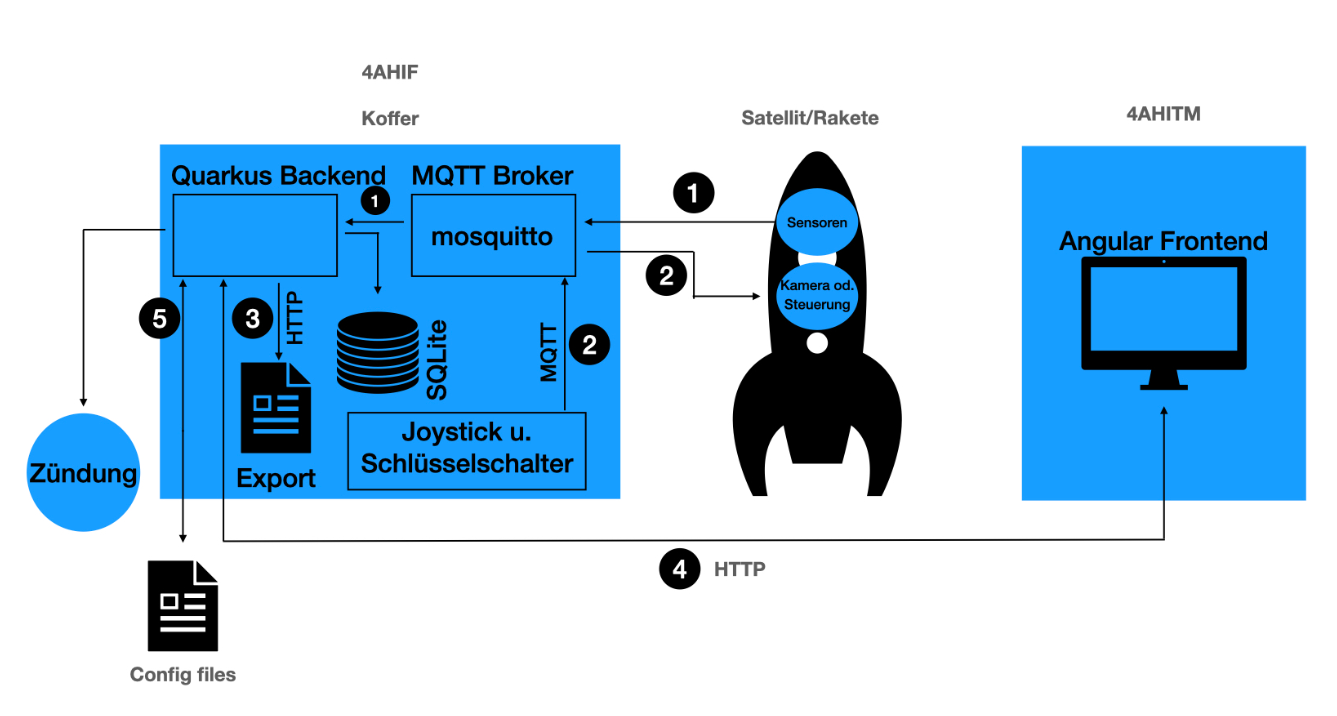 4AHIF
Koffer
Satellit/Rakete
4AHITM
Quarkus Backend
MQTT Broker
1
1
mosquitto
Sensoren
Angular Frontend
2
Kamera od.
Steuerung
5
3
HTTP
SQLite
MQTT
2
Joystick u.
Schlüsselschalter
Zündung
Export
4
HTTP
Config files